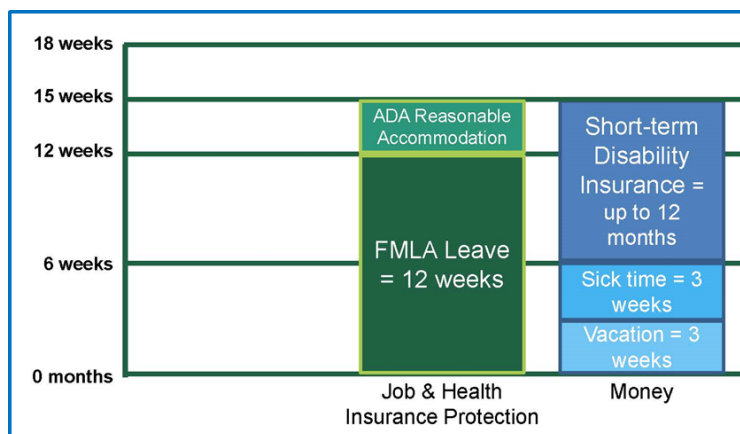 18 weeks
15 weeks
12 weeks
6 weeks
0 months
ADA Reasonable
Accommodation
FMLA Leave
= 12 weeks
Short-term
Disability
Insurance =
up to 12
months
Sick time = 3
weeks
Vacation = 3
weeks
Job & Health
Insurance Protection
Money